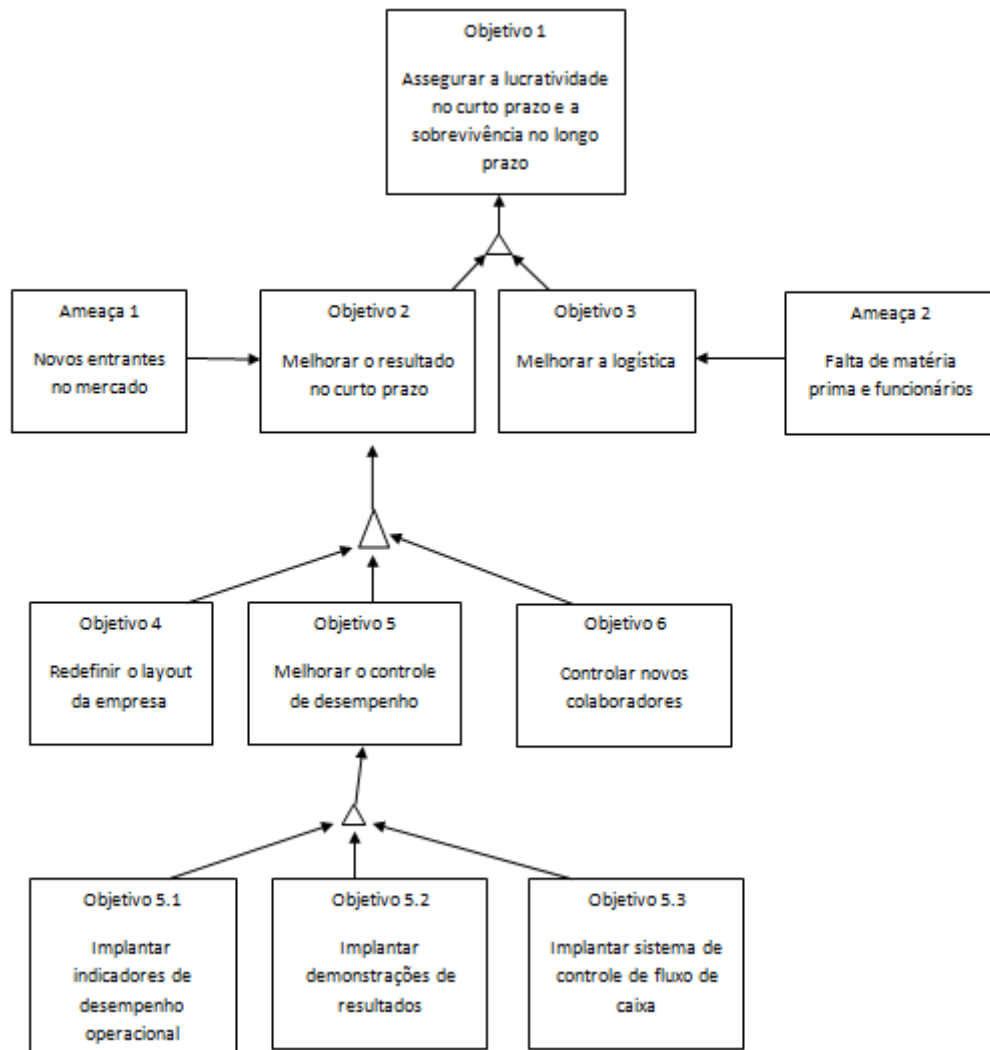 Objetivo 1
Assegurar a lucratividade
no curto prazo e a
sobrevivência no longo
prazo
Ameaça 1
Novos entrantes
no mercado
Objetivo 2
Melhorar o resultado
no curto prazo
Objetivo 3
Melhorar a logística
Ameaça 2
Falta de matéria
prima e funcionários
Objetivo 4
Redefinir o layout
da empresa
Objetivo 5
Melhorar o controle
de desempenho
Objetivo 6
Controlar novos
colaboradores
Objetivo 5.1
Implantar
indicadores de
desempenho
operacional
Objetivo 5.2
Implantar
demonstrações de
resultados
Objetivo 5.3
Implantar sistema de
controle de fluxo de
caixa